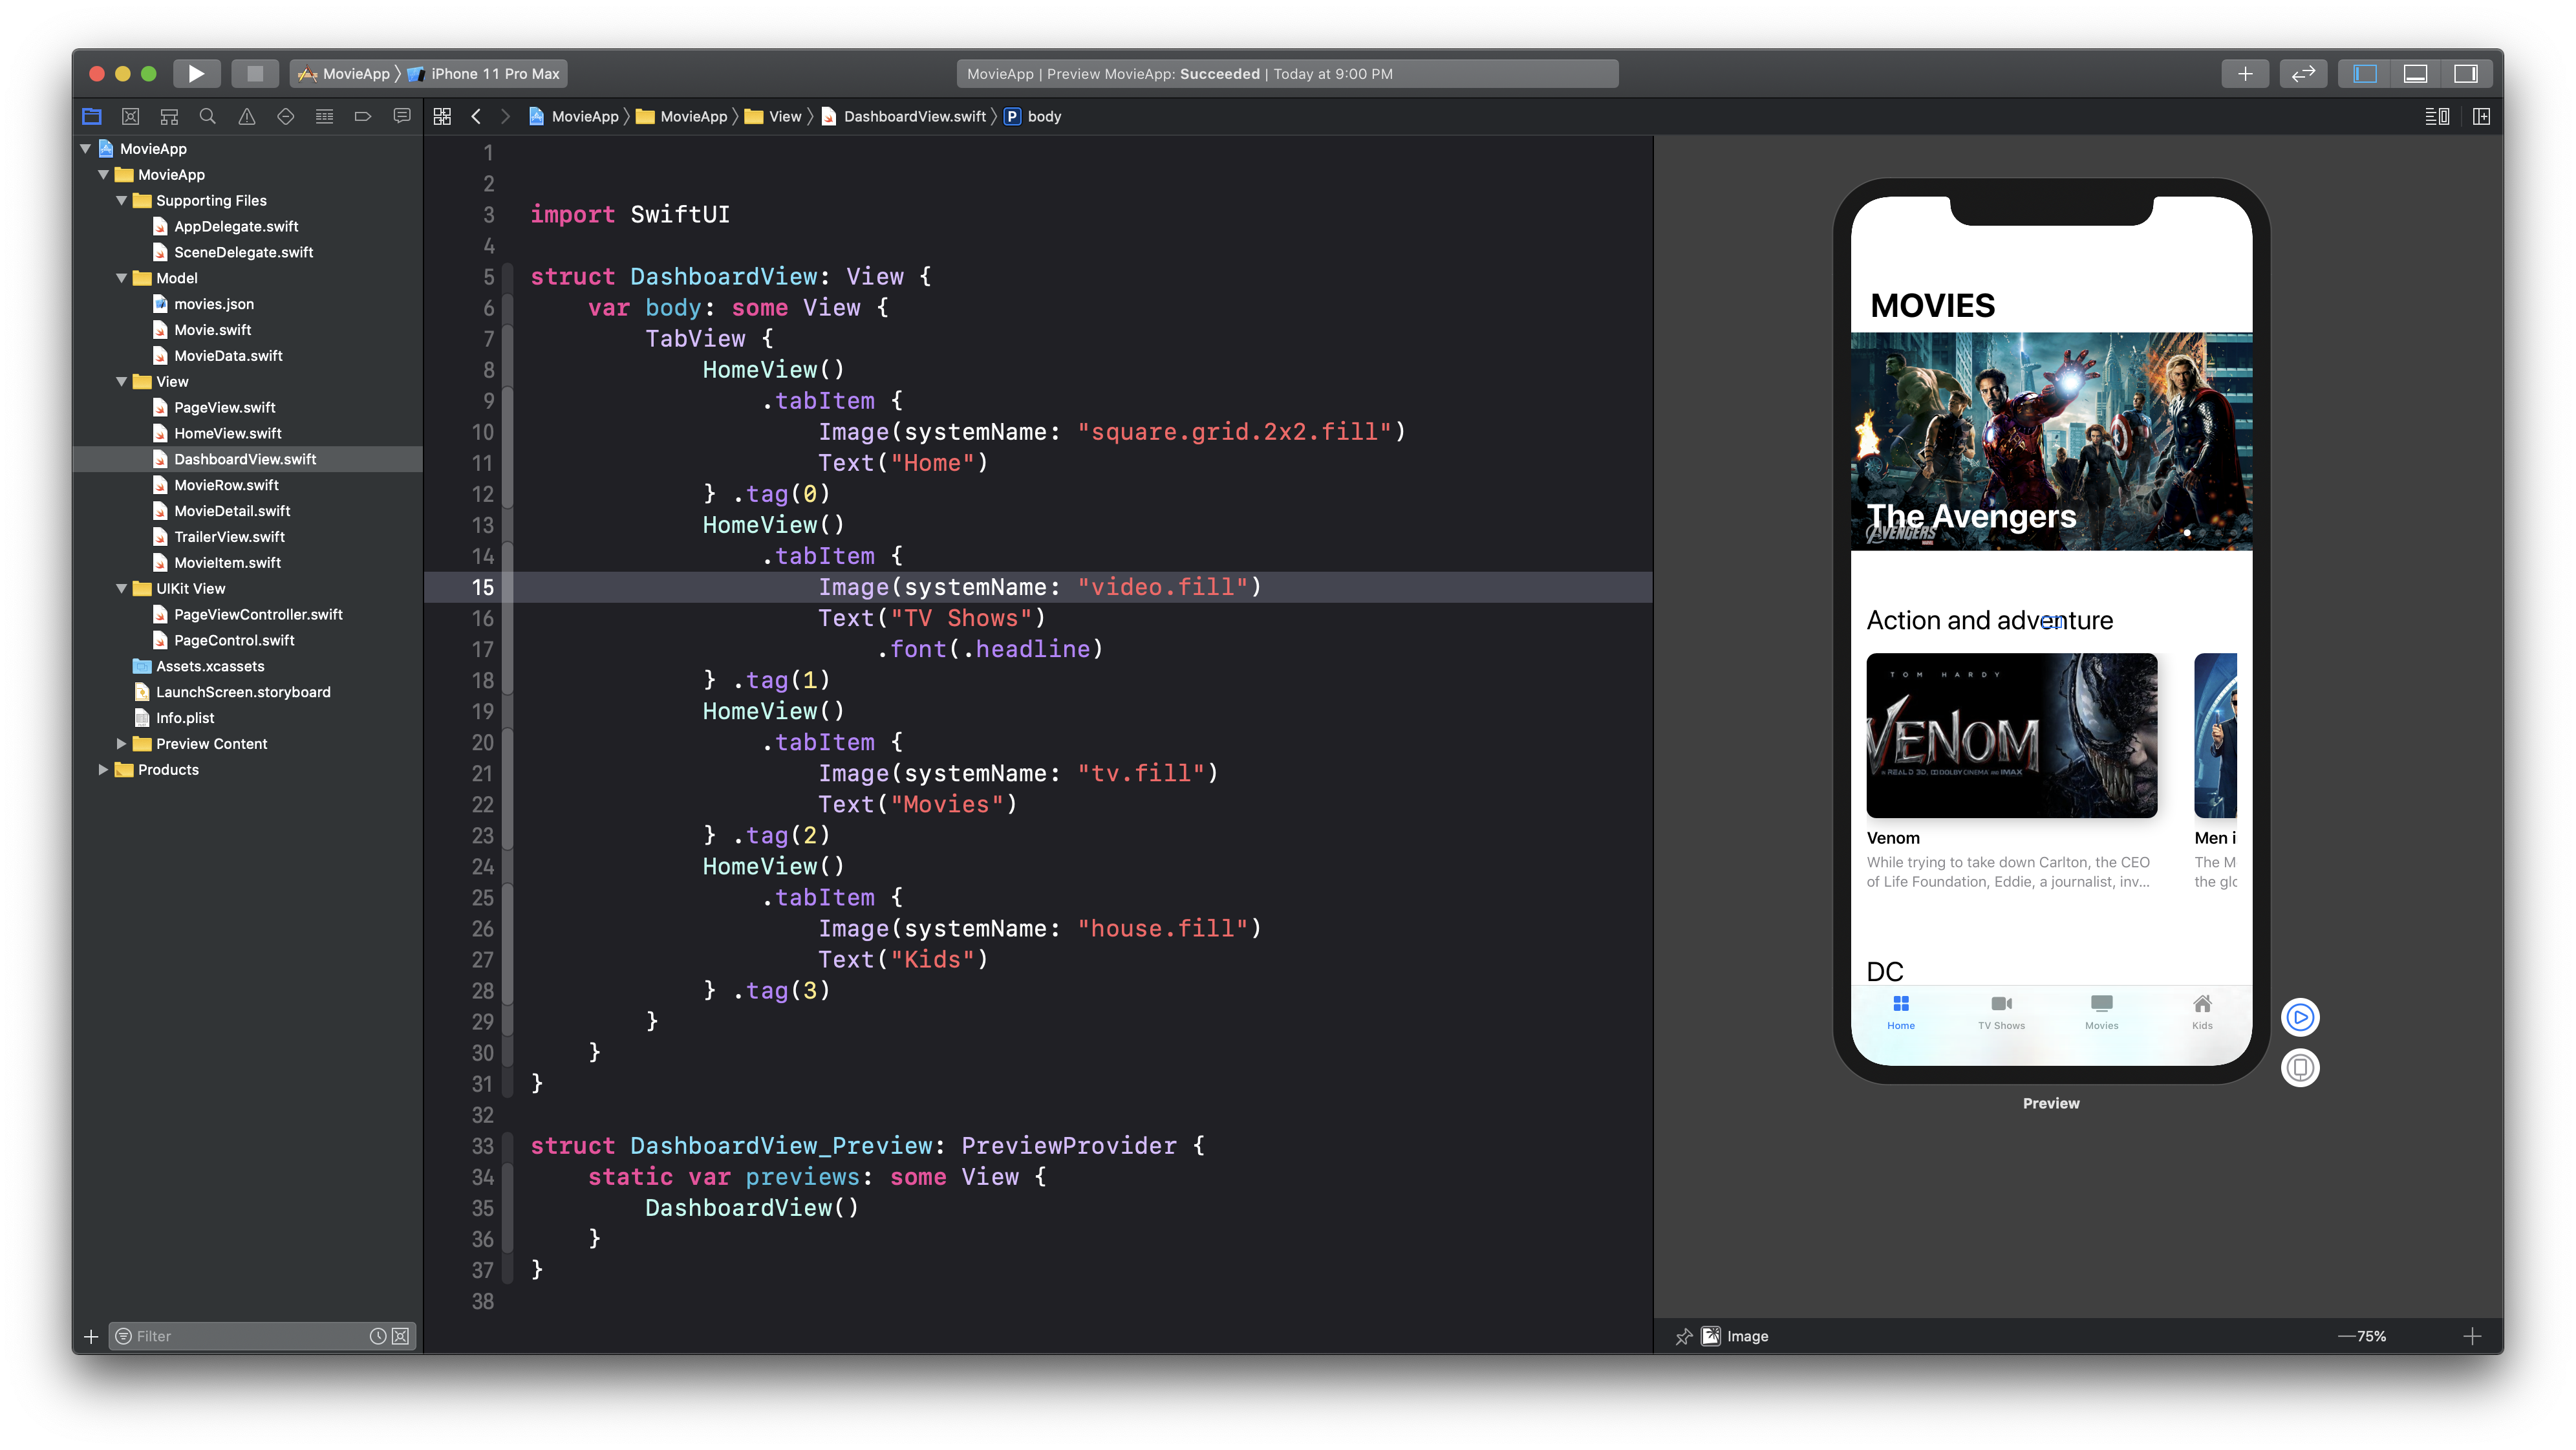 MovieApp 〉 iPhone 11 Pro Max
MovieApp | Preview MovieApp: Succeeded | Today at 9:00 PM
MovieApp 〉 MovieApp 〉 View 〉 DashboardView.swift 〉 P body
MovieApp
MovieApp
Supporting Files
AppDelegate.swift
SceneDelegate.swift
Model
movies.json
Movie.swift
MovieData.swift
View
PageView.swift
HomeView.swift
DashboardView.swift
MovieRow.swift
MovieDetail.swift
TrailerView.swift
MovieItem.swift
UIKit View
PageViewController.swift
PageControl.swift
Assets.xcassets
LaunchScreen.storyboard
Info.plist
Preview Content
Products
Filter
1
2
3 import SwiftUI
4
5 struct DashboardView: View {
6 var body: some View {
7 TabView {
8 HomeView()
9 .tabItem {
10 Image(systemName: "square.grid.2x2.fill")
11 Text("Home")
12 } .tag(0)
13 HomeView()
14 .tabItem {
15 Image(systemName: "video.fill")
16 Text("TV Shows")
17 .font(.headline)
18 } .tag(1)
19 HomeView()
20 .tabItem {
21 Image(systemName: "tv.fill")
22 Text("Movies")
23 } .tag(2)
24 HomeView()
25 .tabItem {
26 Image(systemName: "house.fill")
27 Text("Kids")
28 } .tag(3)
29 }
30 }
31 }
32
33 struct DashboardView_Preview: PreviewProvider {
34 static var previews: some View {
35 DashboardView()
36 }
37 }
38
MOVIES
The Avengers
AVENGERS
Action and adventure
TOM HARDY
VENOM
IN REAL D 3D, DOLBY CINEMA AND IMAX
Venom
While trying to take down Carlton, the CEO
of Life Foundation, Eddie, a journalist, inv...
Men i
The M
the glo
DC
Home TV Shows Movies Kids
Preview
Image
75%